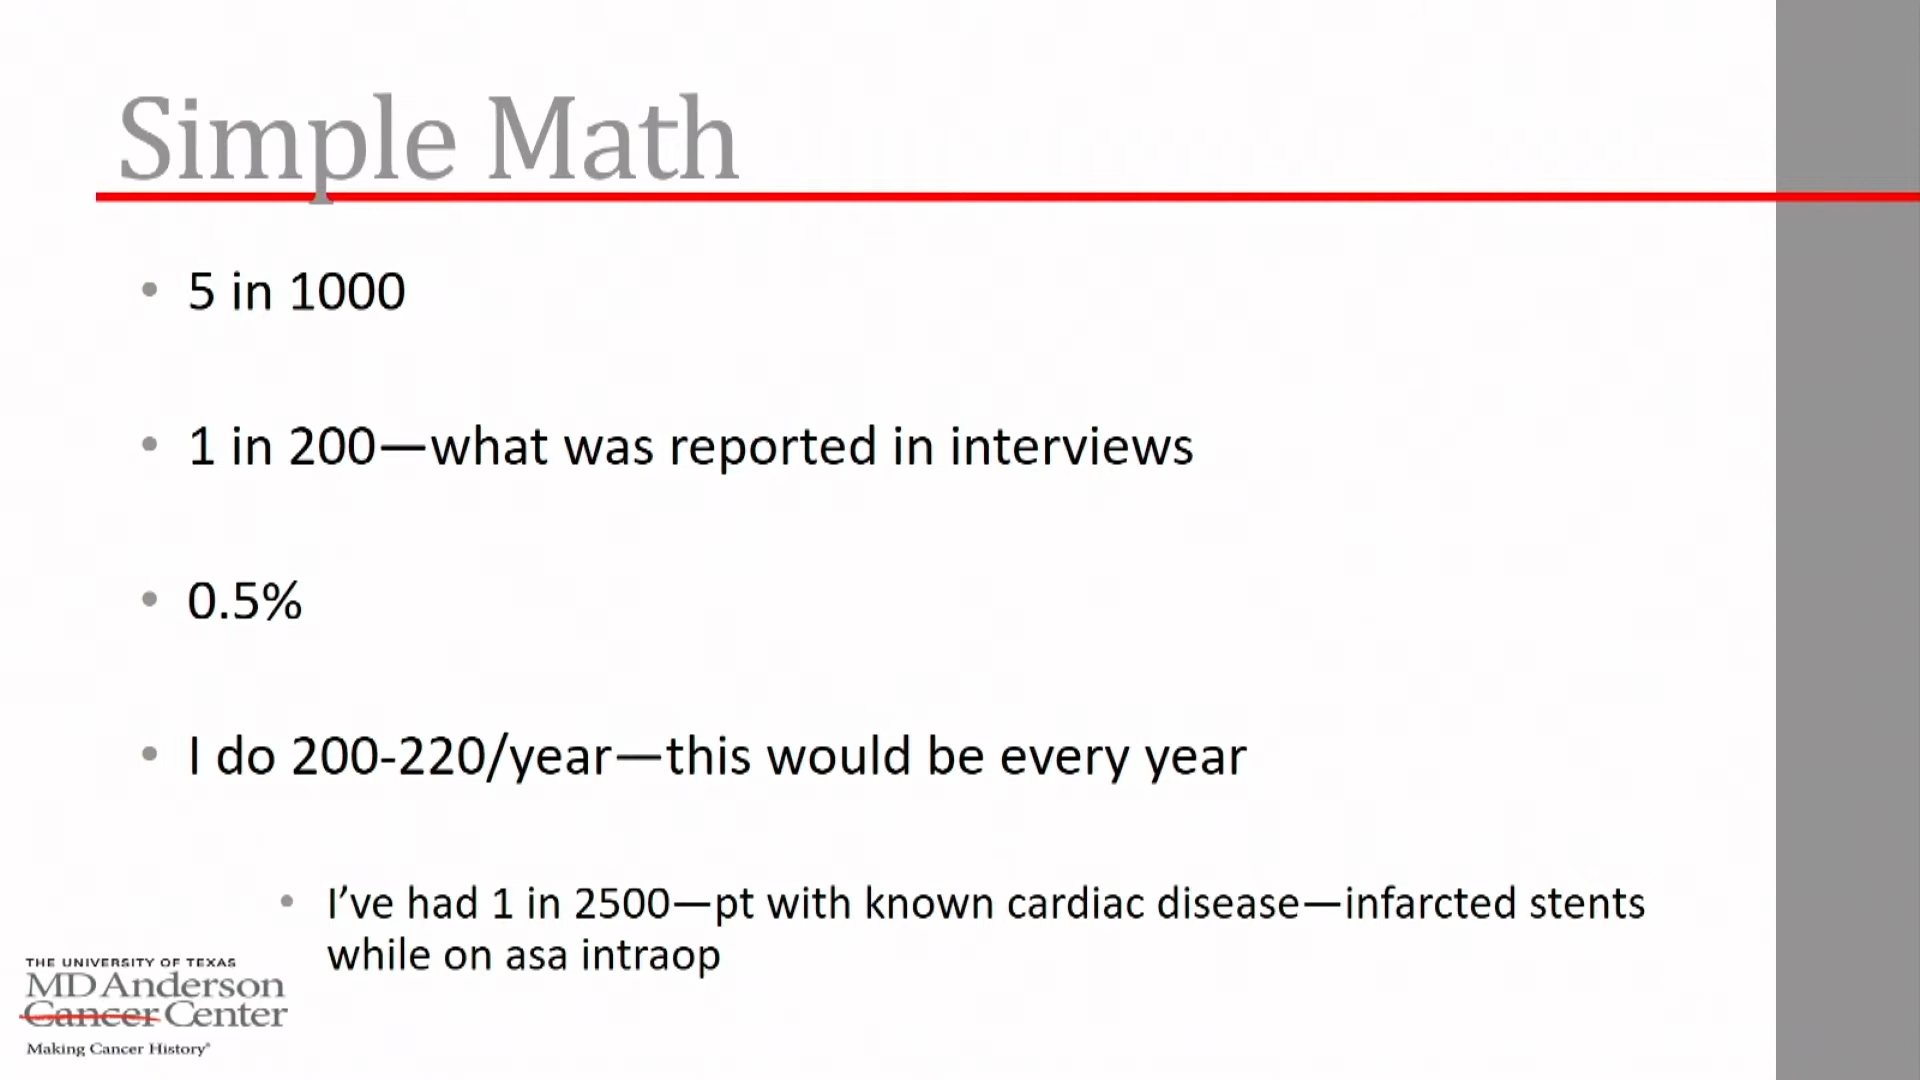 Simple Math
• 5 in 1000
• 1 in 200—what was reported in interviews
• 0.5%
• I do 200-220/year—this would be every year
• I’ve had 1 in 2500—pt with known cardiac disease—infarcted stents
while on asa intraop
THE UNIVERSITY OF TEXAS
MD Anderson
Cancer Center
Making Cancer History®